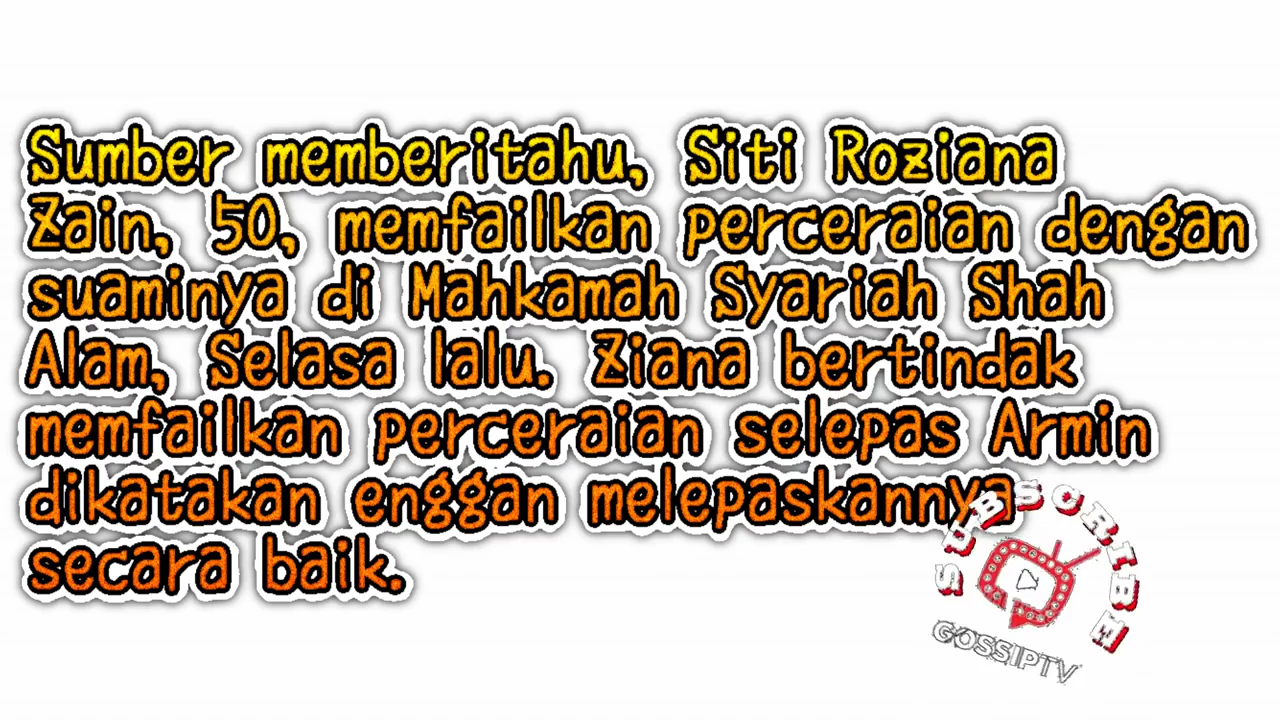 Sumber memberitahu, Siti Roziana
Zain, 50, memfailkan perceraian dengan
suaminya di Mahkamah Syariah Shah
Alam, Selasa lalu. Ziana bertindak
memfailkan perceraian selepas Armin
dikatakan enggan melepaskannya
secara baik.
SUBSCRIBE
GOSSIPTV